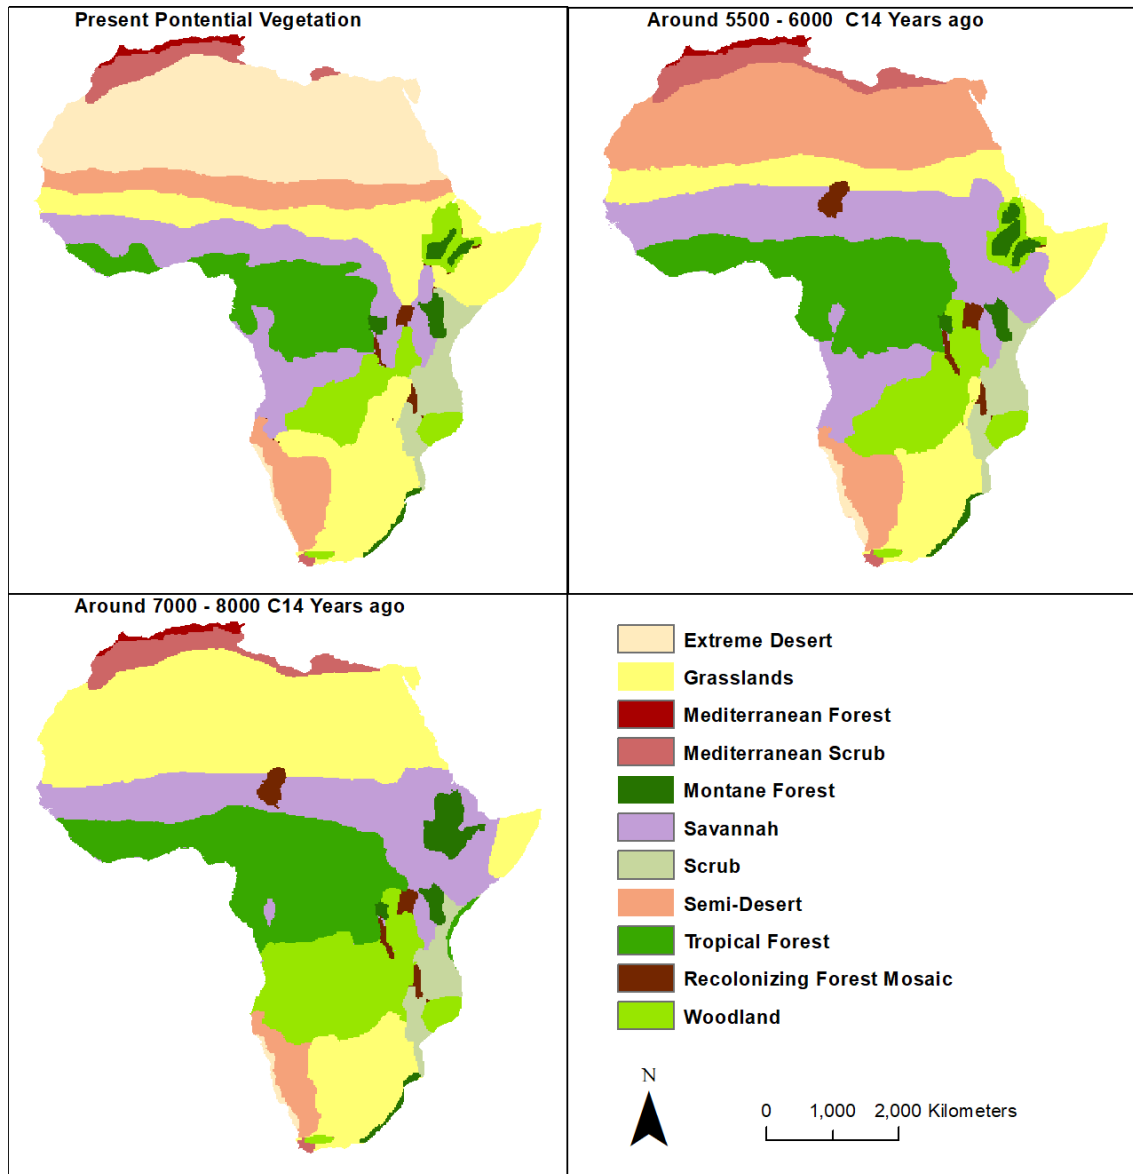 Present Pontential Vegetation
Around 5500 - 6000 C14 Years ago
Around 7000 - 8000 C14 Years ago
Extreme Desert
Grasslands
Mediterranean Forest
Mediterranean Scrub
Montane Forest
Savannah
Scrub
Semi-Desert
Tropical Forest
Recolonizing Forest Mosaic
Woodland
N
0 1,000 2,000 Kilometers